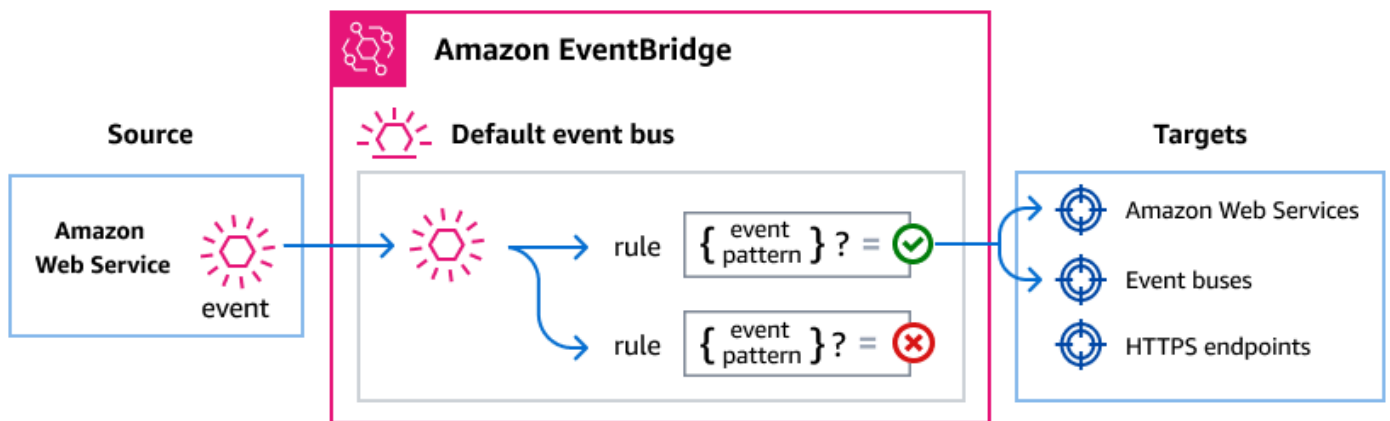 Amazon EventBridge
Source
Default event bus
Targets
Amazon
Web Service
event
rule { event pattern } ? =
rule { event pattern } ? =
Amazon Web Services
Event buses
HTTPS endpoints